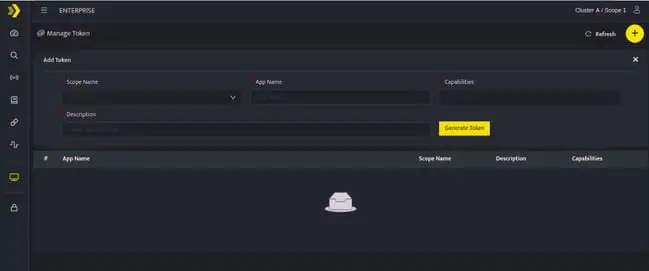 ENTERPRISE
Cluster A / Scope 1
Manage Token
Refresh
Add Token
* Scope Name
* App Name
Capabilities
* Description
Generate Token
# App Name Scope Name Description Capabilities